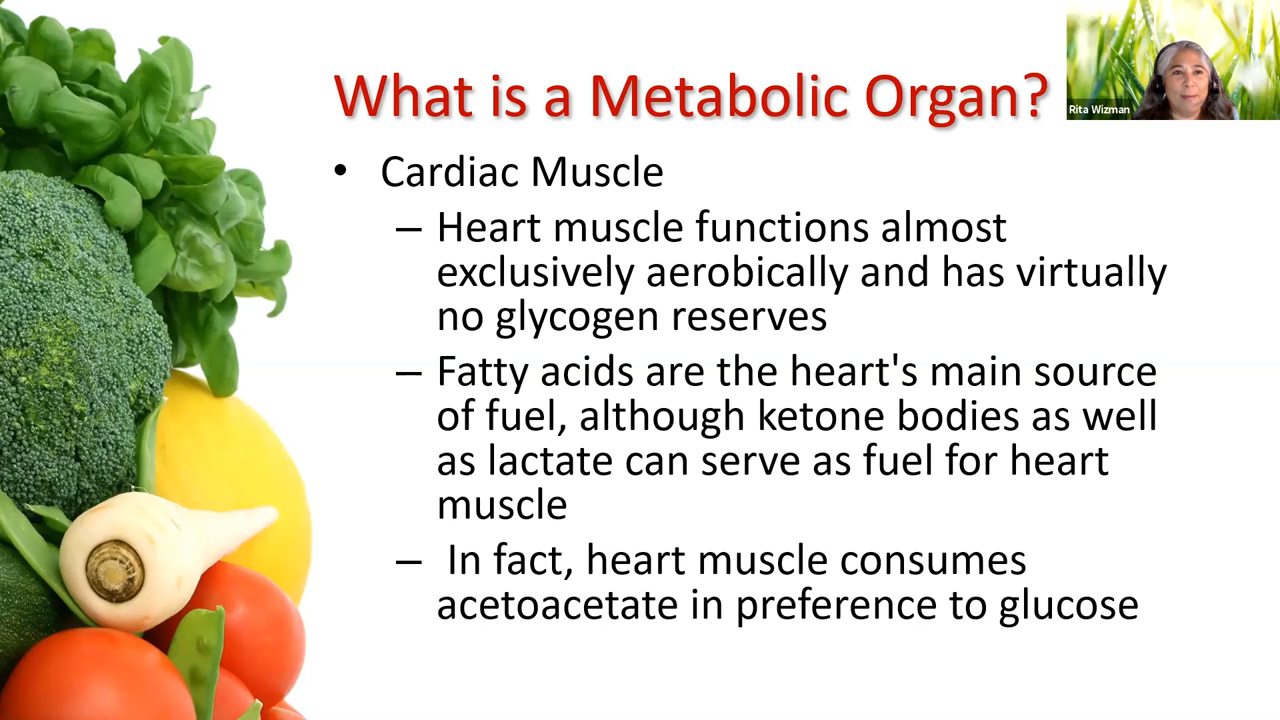 What is a Metabolic Organ?
Rita Wizman
• Cardiac Muscle
– Heart muscle functions almost
exclusively aerobically and has virtually
no glycogen reserves
– Fatty acids are the heart's main source
of fuel, although ketone bodies as well
as lactate can serve as fuel for heart
muscle
– In fact, heart muscle consumes
acetoacetate in preference to glucose